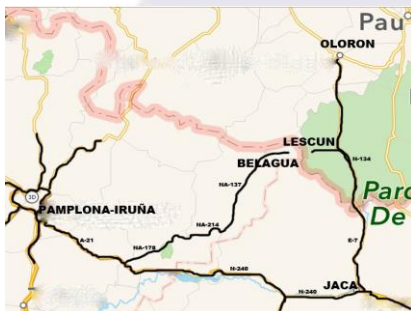 Pau
OLORON
LESCUN
BELAGUA
N-134
NA-137
Parc
De
PAMPLONA-IRUÑA
NA-214
A-21
NA-178
E-7
N-240
JACA
N-240